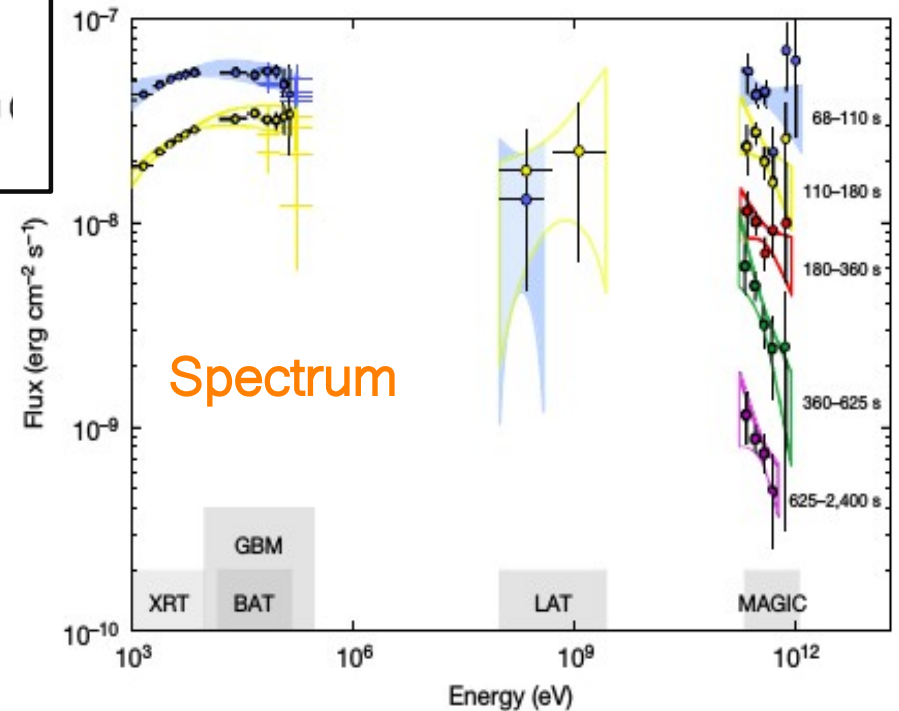 10⁻⁷
10⁻⁸
10⁻⁹
10⁻¹⁰
Flux (erg cm⁻² s⁻¹)
68–110 s
110–180 s
180–360 s
360–625 s
625–2,400 s
Spectrum
GBM
XRT
BAT
LAT
MAGIC
10³
10⁶
10⁹
10¹²
Energy (eV)